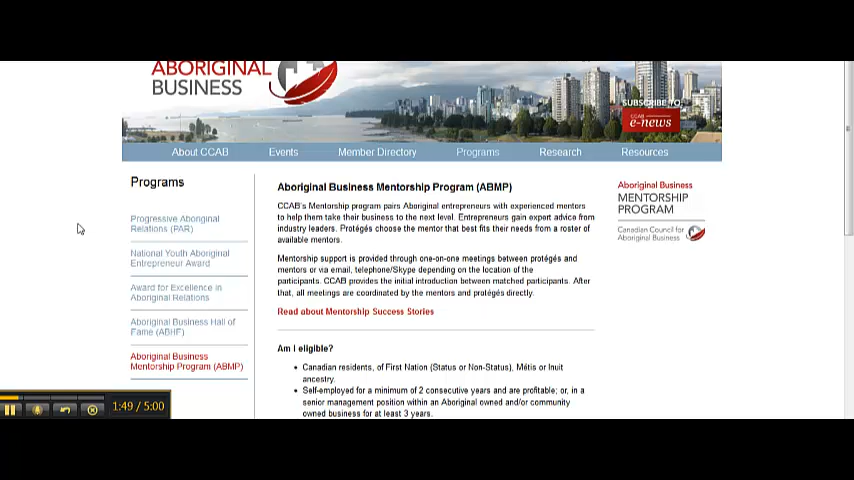 ABORIGINAL
BUSINESS
SUBSCRIBE TO
CCAB
e-news
About CCAB
Events
Member Directory
Programs
Research
Resources
Programs
Progressive Aboriginal
Relations (PAR)
National Youth Aboriginal
Entrepreneur Award
Award for Excellence in
Aboriginal Relations
Aboriginal Business Hall of
Fame (ABHF)
Aboriginal Business
Mentorship Program (ABMP)
Aboriginal Business Mentorship Program (ABMP)
CCAB's Mentorship program pairs Aboriginal entrepreneurs with experienced mentors
to help them take their business to the next level. Entrepreneurs gain expert advice from
industry leaders. Protégés choose the mentor that best fits their needs from a roster of
available mentors.
Mentorship support is provided through one-on-one meetings between protégés and
mentors or via email, telephone/Skype depending on the location of the
participants. CCAB provides the initial introduction between matched participants. After
that, all meetings are coordinated by the mentors and protégés directly.
Read about Mentorship Success Stories
Am I eligible?
• Canadian residents, of First Nation (Status or Non-Status), Métis or Inuit
ancestry.
• Self-employed for a minimum of 2 consecutive years and are profitable; or, in a
senior management position within an Aboriginal owned and/or community
owned business for at least 3 years.
Aboriginal Business
MENTORSHIP
PROGRAM
Canadian Council for
Aboriginal Business
1:49 / 5:00